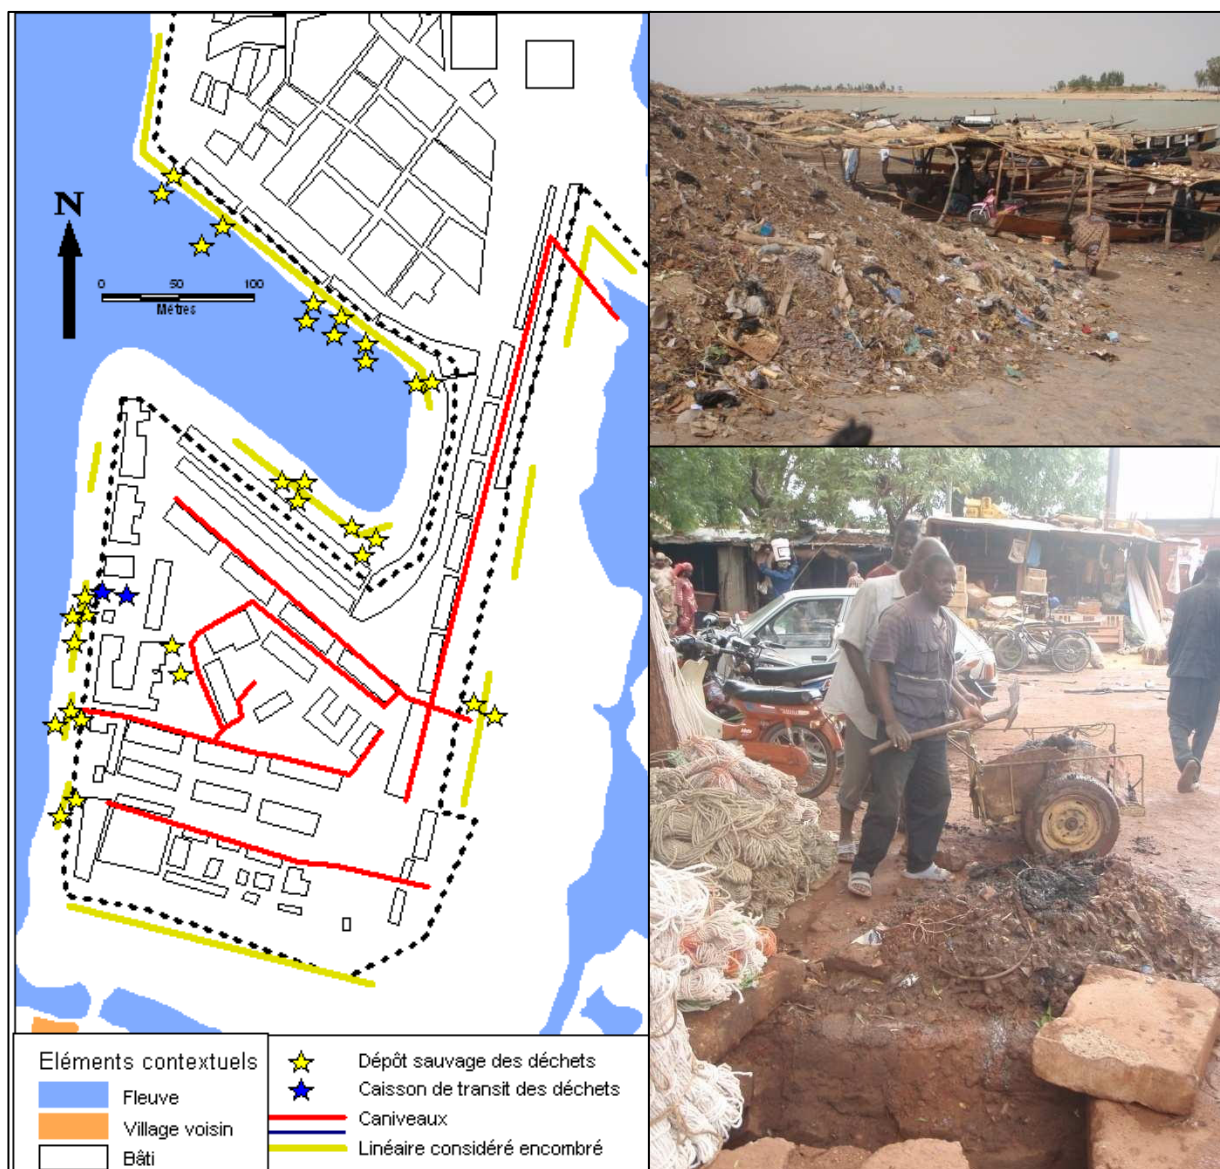 N
0 50 100
Métres
Eléments contextuels
Fleuve
Village voisin
Bâti
Dépôt sauvage des déchets
Caisson de transit des déchets
Caniveaux
Linéaire considéré encombré